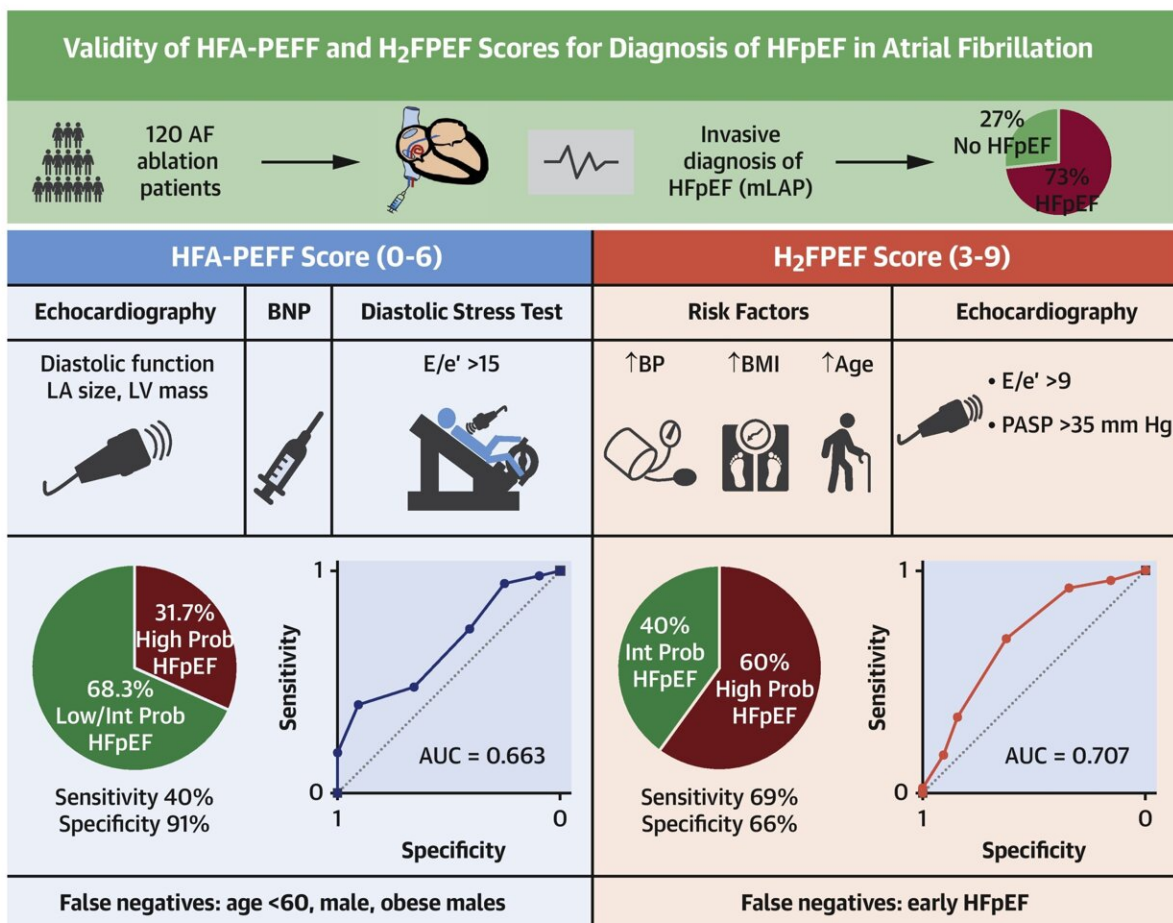 Validity of HFA-PEFF and H₂FPEF Scores for Diagnosis of HFpEF in Atrial Fibrillation
120 AF
ablation
patients
Invasive
diagnosis of
HFpEF (mLAP)
27%
No HFpEF
73%
HFpEF
HFA-PEFF Score (0-6)
Echocardiography
BNP
Diastolic Stress Test
Diastolic function
LA size, LV mass
E/e′ >15
31.7%
High Prob
HFpEF
68.3%
Low/Int Prob
HFpEF
Sensitivity 40%
Specificity 91%
1
Sensitivity
0
AUC = 0.663
1
0
Specificity
False negatives: age <60, male, obese males
H₂FPEF Score (3-9)
Risk Factors
Echocardiography
↑BP
↑BMI
↑Age
• E/e′ >9
• PASP >35 mm Hg
40%
Int Prob
HFpEF
60%
High Prob
HFpEF
Sensitivity 69%
Specificity 66%
1
Sensitivity
0
AUC = 0.707
1
0
Specificity
False negatives: early HFpEF